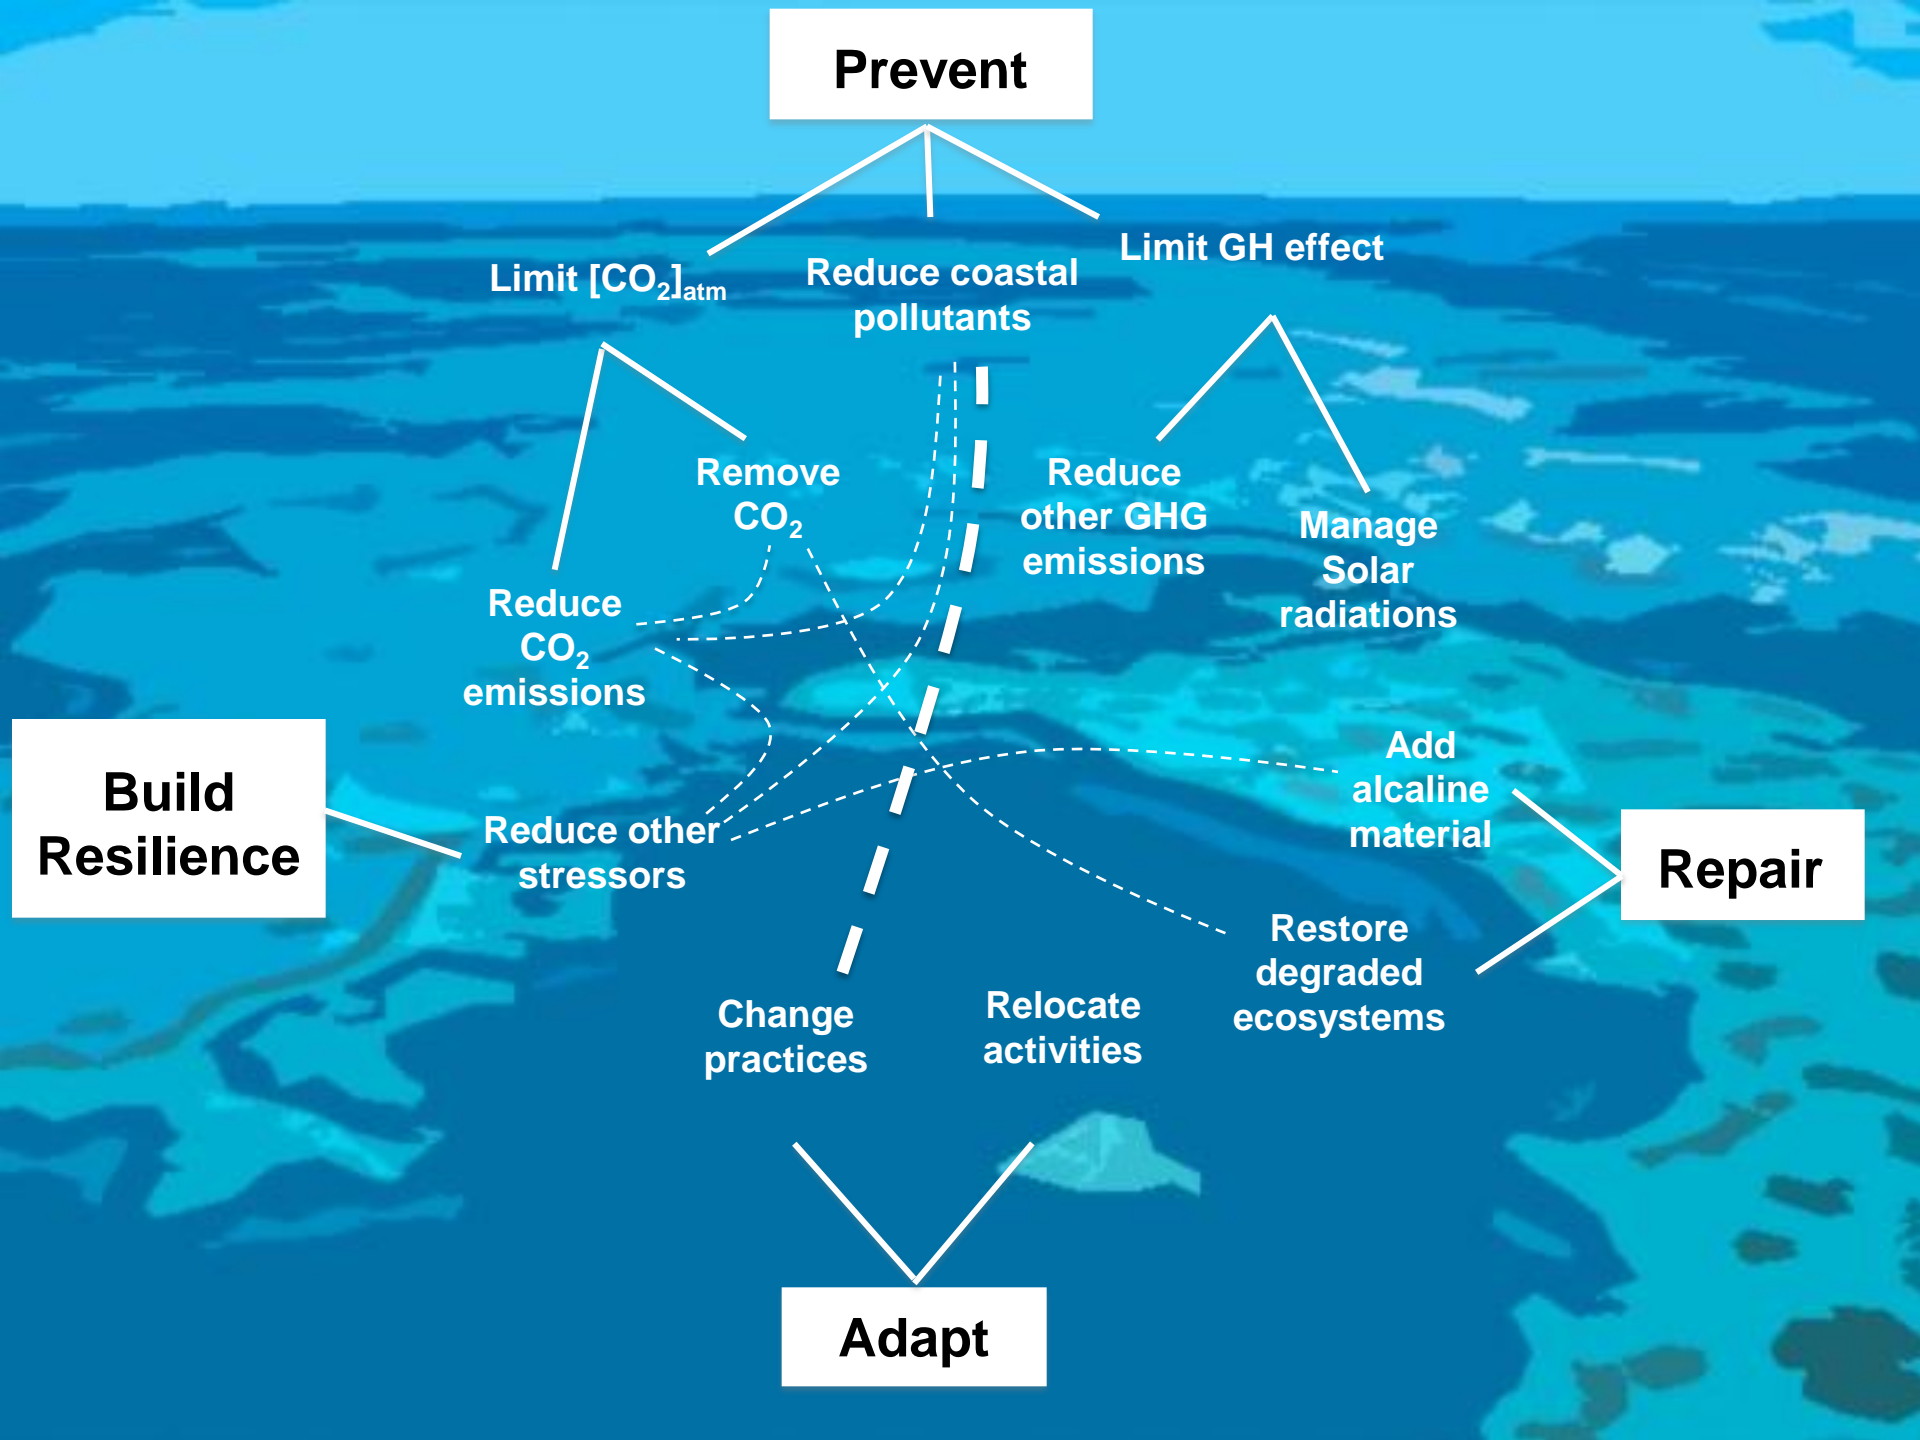 Prevent
Limit [CO₂]atm
Reduce coastal
pollutants
Limit GH effect
Remove
CO₂
Reduce
other GHG
emissions
Manage
Solar
radiations
Reduce
CO₂
emissions
Build
Resilience
Reduce other
stressors
Add
alcaline
material
Repair
Restore
degraded
ecosystems
Change
practices
Relocate
activities
Adapt